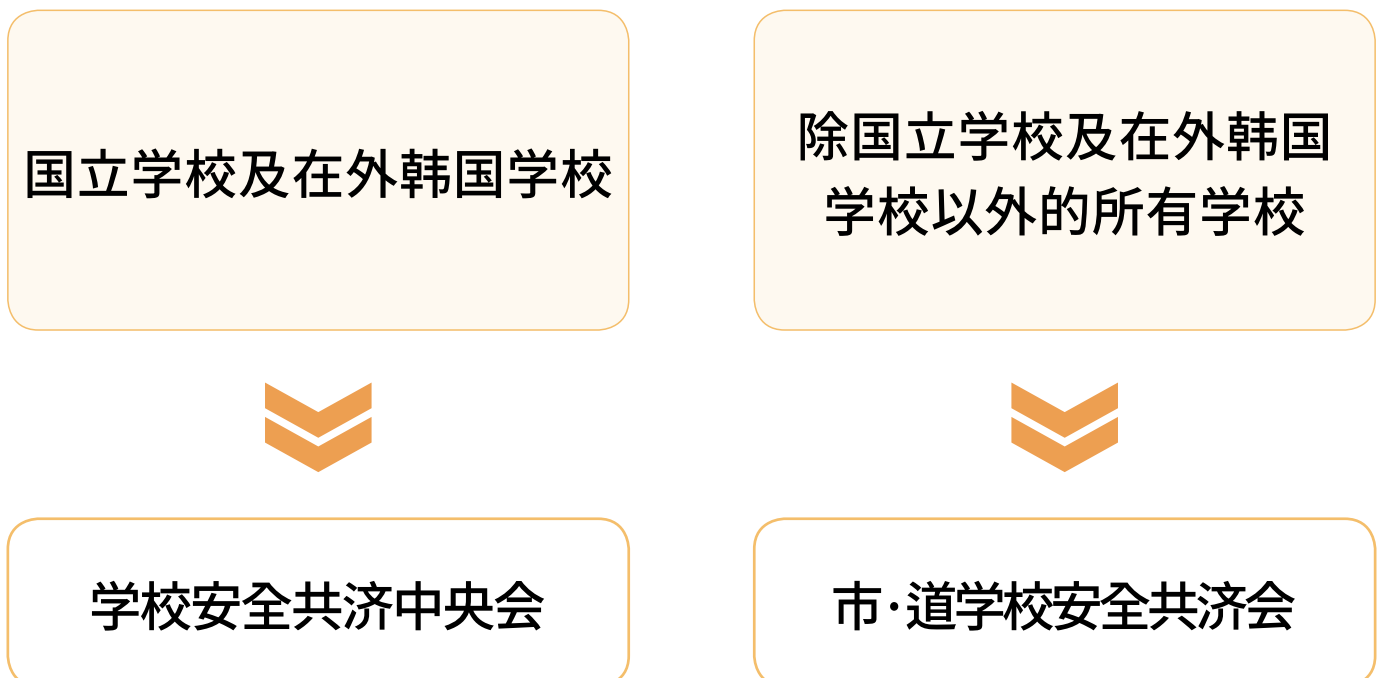 国立学校及在外韩国学校
除国立学校及在外韩国
学校以外的所有学校
学校安全共济中央会
市·道学校安全共济会